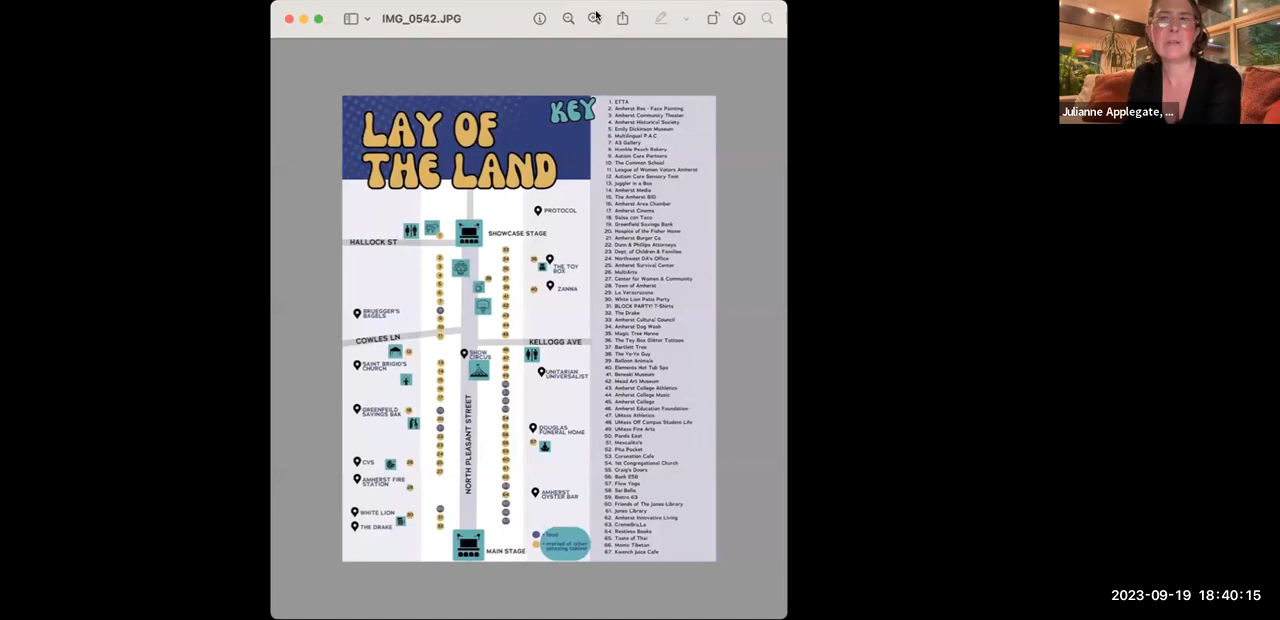 IMG_0542.JPG
Julianne Applegate, ...
LAY OF
THE LAND
KEY
PROTOCOL
SHOWCASE STAGE
HALLOCK ST
THE TOY
BOX
ZANNA
BRUEGGER'S
BAGELS
COWLES LN
KELLOGG AVE
SHOW
CIRCUS
SAINT BRIGID'S
CHURCH
UNITARIAN
UNIVERSALIST
GREENFEILD
SAVINGS BAK
NORTH PLEASANT STREET
DOUGLAS
FUNERAL HOME
CVS
AMHERST FIRE
STATION
AMHERST
OYSTER BAR
WHITE LION
THE DRAKE
MAIN STAGE
= food
= myriad of other
amazing tables!
1. ETTA
2. Amherst Rec - Face Painting
3. Amherst Community Theater
4. Amherst Historical Society
5. Emily Dickinson Museum
6. Multilingual P.A.C
7. A3 Gallery
8. Humble Peach Bakery
9. Autism Care Partners
10. The Common School
11. League of Women Voters Amherst
12. Autism Care Sensory Tent
13. Juggler in a Box
14. Amherst Media
15. The Amherst BID
16. Amherst Area Chamber
17. Amherst Cinema
18. Salsa con Taco
19. Greenfield Savings Bank
20. Hospice of the Fisher Home
21. Amherst Burger Co
22. Dunn & Phillips Attorneys
23. Dept. of Children & Families
24. Northwest DA's Office
25. Amherst Survival Center
26. MultiArts
27. Center for Women & Community
28. Town of Amherst
29. La Veracruzana
30. White Lion Patio Party
31. BLOCK PARTY! T-Shirts
32. The Drake
33. Amherst Cultural Council
34. Amherst Dog Wash
35. Magic Tree Henna
36. The Toy Box Glitter Tattoos
37. Bartlett Tree
38. The Yo-Yo Guy
39. Balloon Animals
40. Elements Hot Tub Spa
41. Beneski Museum
42. Mead Art Museum
43. Amherst College Athletics
44. Amherst College Music
45. Amherst College
46. Amherst Education Foundation
47. UMass Athletics
48. UMass Off Campus Student Life
49. UMass Fine Arts
50. Panda East
51. Mexcalito's
52. Pita Pocket
53. Coronation Cafe
54. 1st Congregational Church
55. Craig's Doors
56. Bank ESB
57. Flow Yoga
58. Sei Bella
59. Bistro 63
60. Friends of The Jones Library
61. Jones Library
62. Amherst Innovative Living
63. CremeBru.La
64. Restless Books
65. Taste of Thai
66. Momo Tibetan
67. Kwench Juice Cafe
2023-09-19 18:40:15